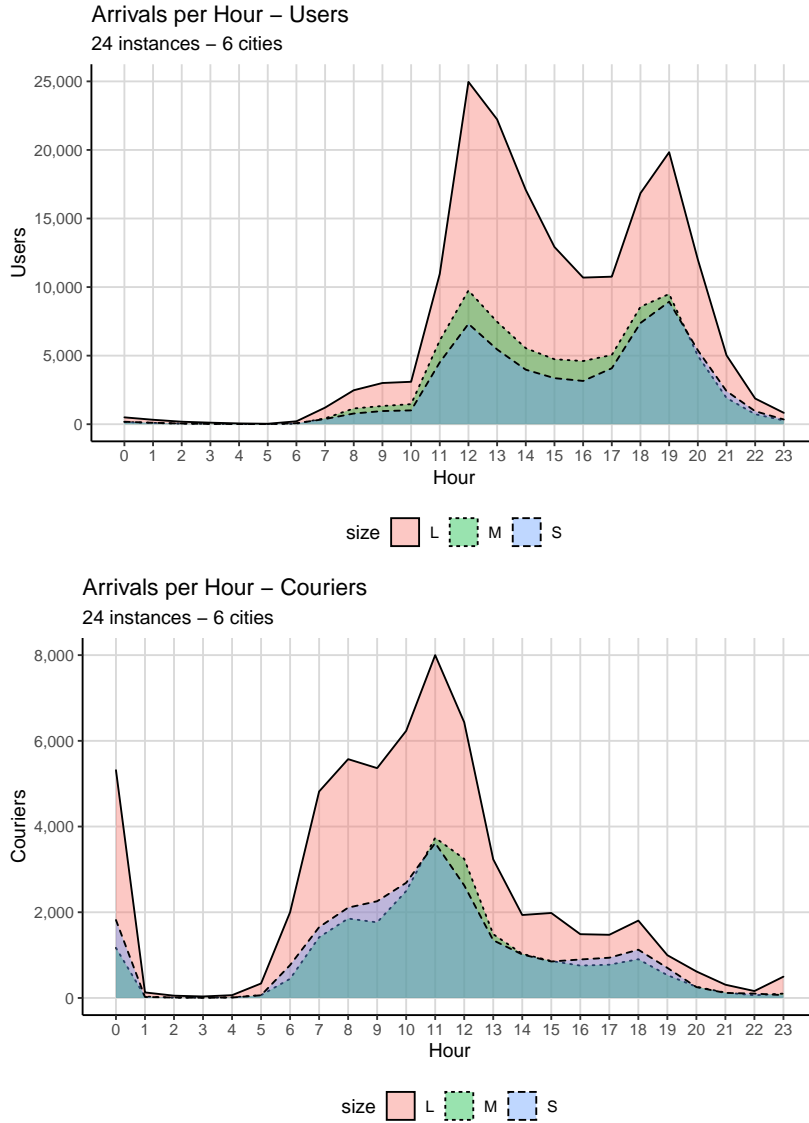 Arrivals per Hour – Users
24 instances – 6 cities
25,000
20,000
15,000
10,000
5,000
0
Users
0 1 2 3 4 5 6 7 8 9 10 11 12 13 14 15 16 17 18 19 20 21 22 23
Hour
size L M S
Arrivals per Hour – Couriers
24 instances – 6 cities
8,000
6,000
4,000
2,000
0
Couriers
0 1 2 3 4 5 6 7 8 9 10 11 12 13 14 15 16 17 18 19 20 21 22 23
Hour
size L M S